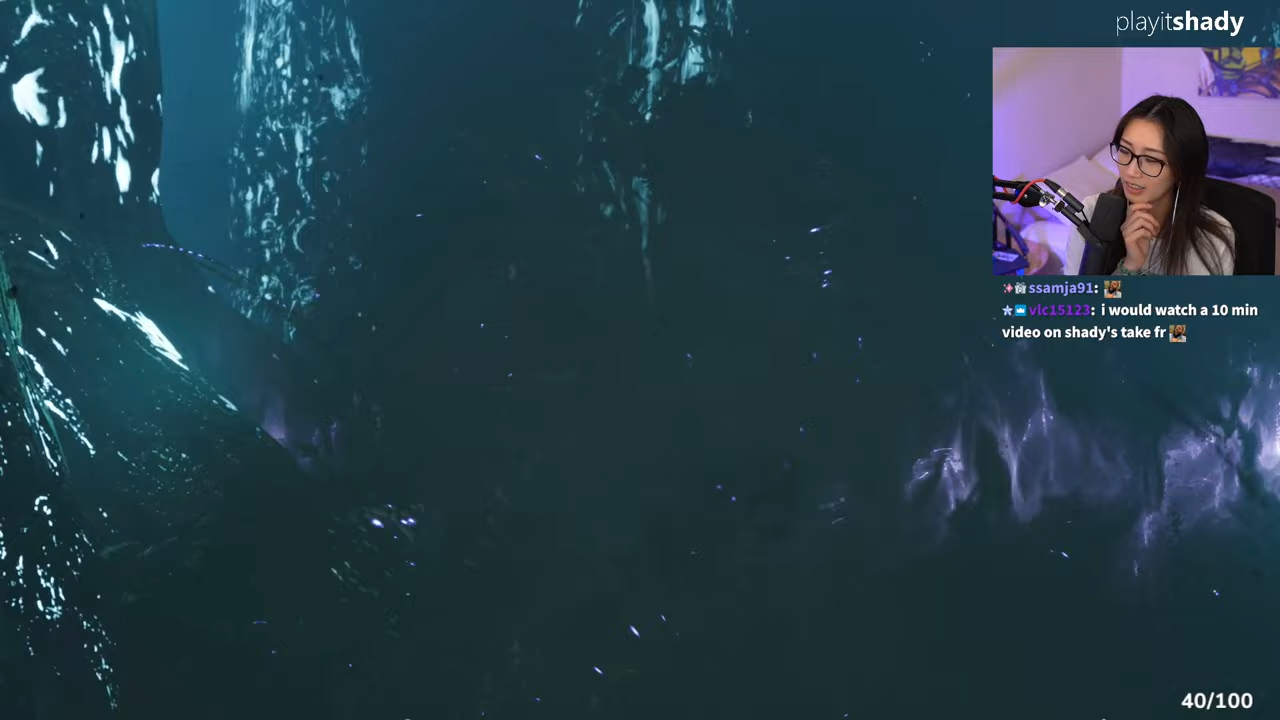 playitshady
ssamja91:
vlc15123: i would watch a 10 min
video on shady's take fr
40/100